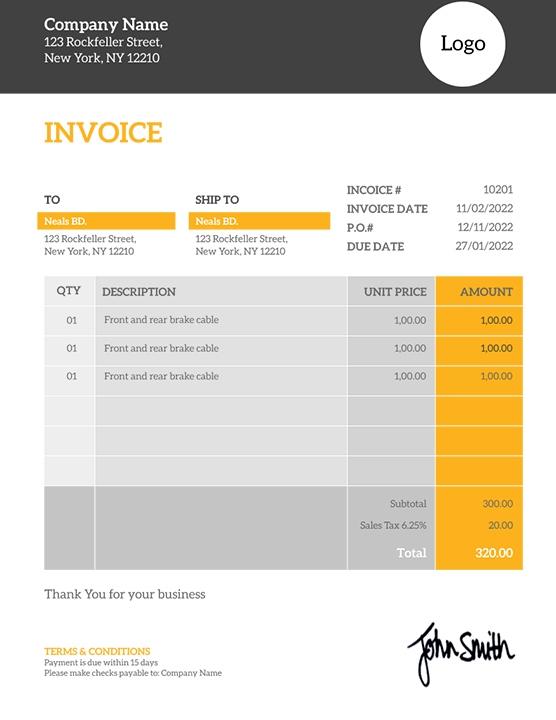 Company Name
123 Rockfeller Street,
New York, NY 12210
Logo
INVOICE
TO
Neals BD.
123 Rockfeller Street,
New York, NY 12210
SHIP TO
Neals BD.
123 Rockfeller Street,
New York, NY 12210
INCOICE # 10201
INVOICE DATE 11/02/2022
P.O.# 12/11/2022
DUE DATE 27/01/2022
QTY DESCRIPTION UNIT PRICE AMOUNT
01 Front and rear brake cable 1,00.00 1,00.00
01 Front and rear brake cable 1,00.00 1,00.00
01 Front and rear brake cable 1,00.00 1,00.00
Subtotal 300.00
Sales Tax 6.25% 20.00
Total 320.00
Thank You for your business
TERMS & CONDITIONS
Payment is due within 15 days
Please make checks payable to: Company Name
John Smith